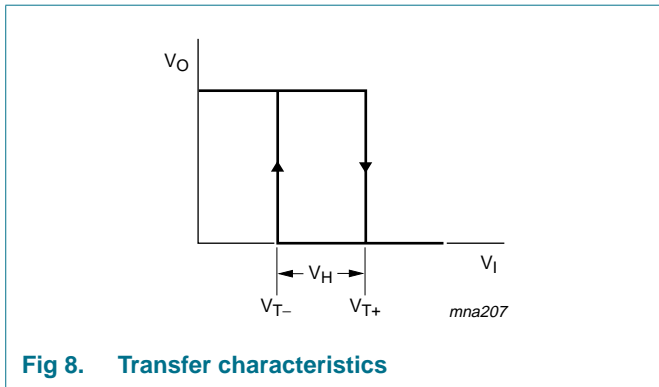 VO
VH
VI
VT− VT+
mna207
Fig 8. Transfer characteristics